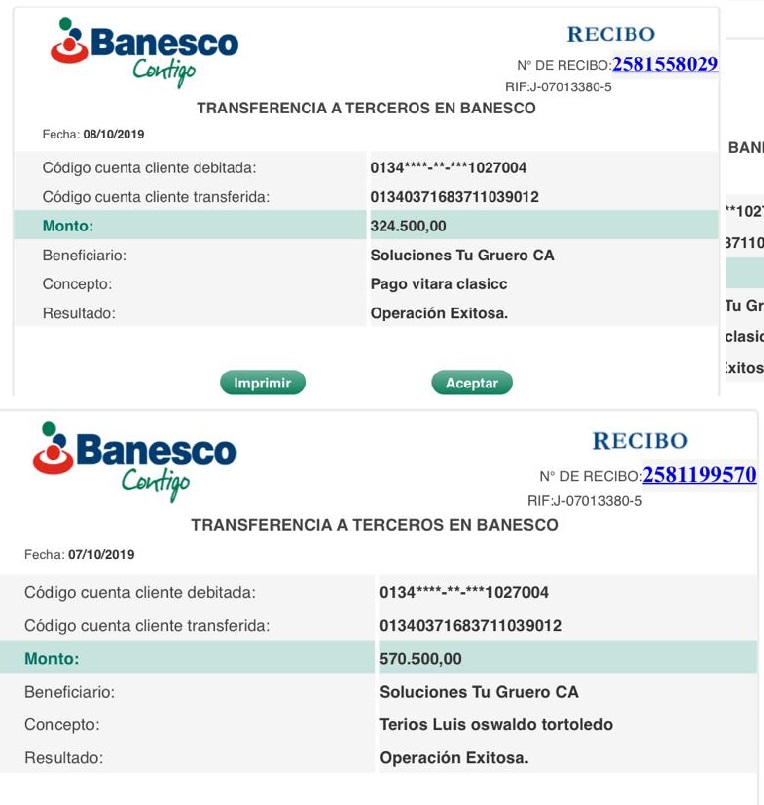 Banesco
Contigo
RECIBO
N° DE RECIBO:2581558029
RIF:J-07013380-5
TRANSFERENCIA A TERCEROS EN BANESCO
Fecha: 08/10/2019
Código cuenta cliente debitada: 0134****-**-***1027004
Código cuenta cliente transferida: 01340371683711039012
Monto: 324.500,00
Beneficiario: Soluciones Tu Gruero CA
Concepto: Pago vitara clasicc
Resultado: Operación Exitosa.
Imprimir Aceptar
BAN
**102
37110
Tu Gr
clasic
xitos
Banesco
Contigo
RECIBO
N° DE RECIBO:2581199570
RIF:J-07013380-5
TRANSFERENCIA A TERCEROS EN BANESCO
Fecha: 07/10/2019
Código cuenta cliente debitada: 0134****-**-***1027004
Código cuenta cliente transferida: 01340371683711039012
Monto: 570.500,00
Beneficiario: Soluciones Tu Gruero CA
Concepto: Terios Luis oswaldo tortoledo
Resultado: Operación Exitosa.